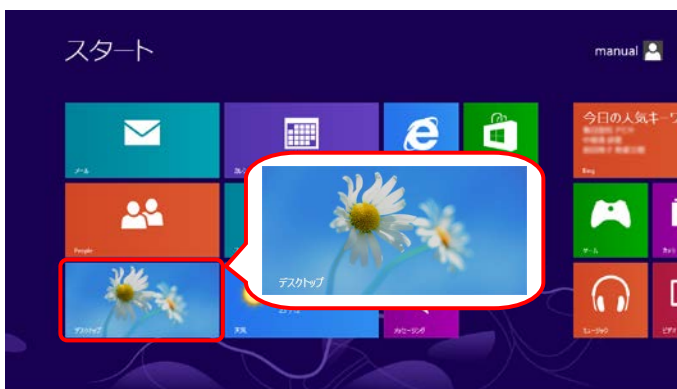 スタート
manual
今日の人気キーワ
メール
Bing
People
デスクトップ
ゲーム
デスクトップ
天気
メッセージング
ミュージック